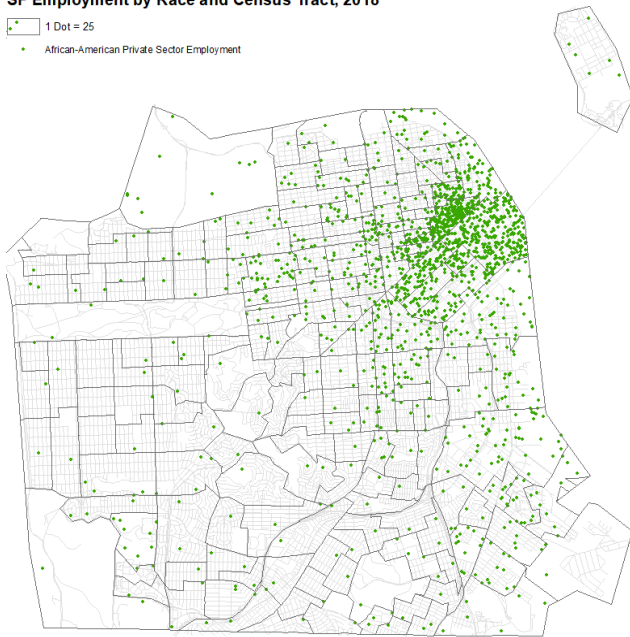 SF Employment by Race and Census Tract, 2018
1 Dot = 25
African-American Private Sector Employment